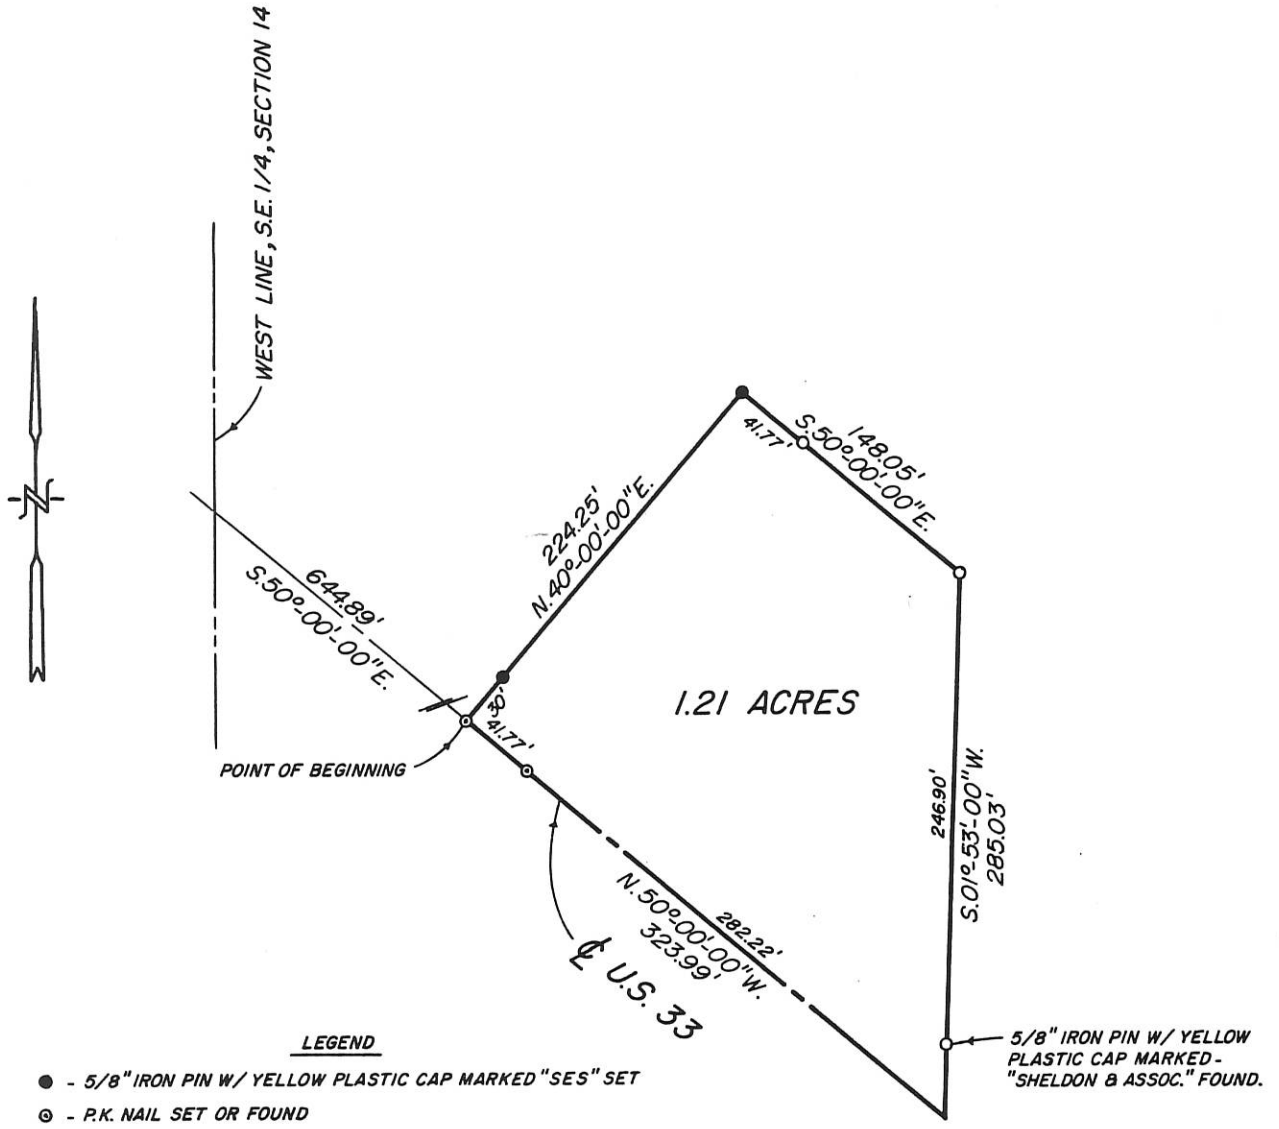 WEST LINE, S.E. 1/4, SECTION 14
N
41.77'
148.05'
S.50°-00'-00"E.
224.25'
N.40°-00'-00"E.
644.89'
S.50°-00'-00"E.
30'
41.77'
1.21 ACRES
POINT OF BEGINNING
246.90'
S.01°-53'-00"W.
285.03'
282.22'
N.50°-00'-00"W.
323.99'
℄ U.S. 33
5/8" IRON PIN W/ YELLOW
PLASTIC CAP MARKED-
"SHELDON & ASSOC." FOUND.
LEGEND
- 5/8" IRON PIN W/ YELLOW PLASTIC CAP MARKED "SES" SET
- P.K. NAIL SET OR FOUND